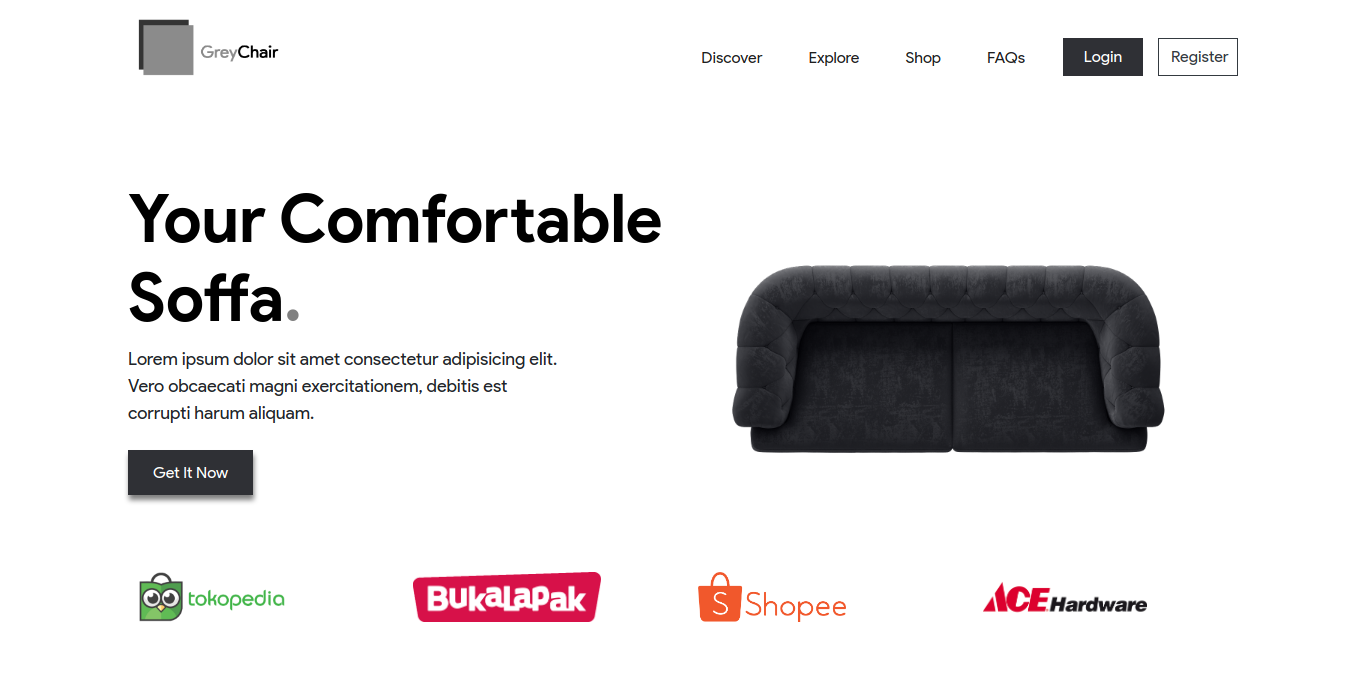 GreyChair
Discover Explore Shop FAQs Login Register
Your Comfortable
Soffa.
Lorem ipsum dolor sit amet consectetur adipisicing elit.
Vero obcaecati magni exercitationem, debitis est
corrupti harum aliquam.
Get It Now
tokopedia BukaLapak S Shopee ACE Hardware